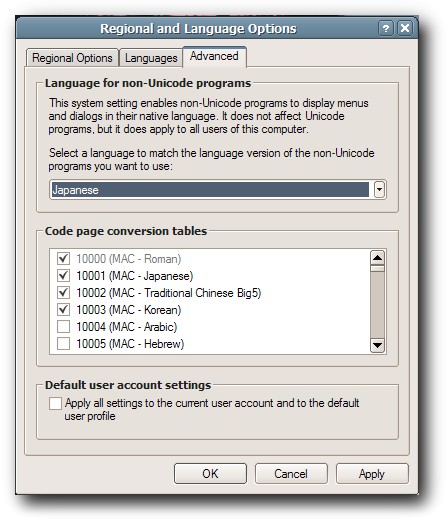 Regional and Language Options
Regional Options Languages Advanced
Language for non-Unicode programs
This system setting enables non-Unicode programs to display menus
and dialogs in their native language. It does not affect Unicode
programs, but it does apply to all users of this computer.
Select a language to match the language version of the non-Unicode
programs you want to use:
Japanese
Code page conversion tables
10000 (MAC - Roman)
10001 (MAC - Japanese)
10002 (MAC - Traditional Chinese Big5)
10003 (MAC - Korean)
10004 (MAC - Arabic)
10005 (MAC - Hebrew)
Default user account settings
Apply all settings to the current user account and to the default
user profile
OK Cancel Apply